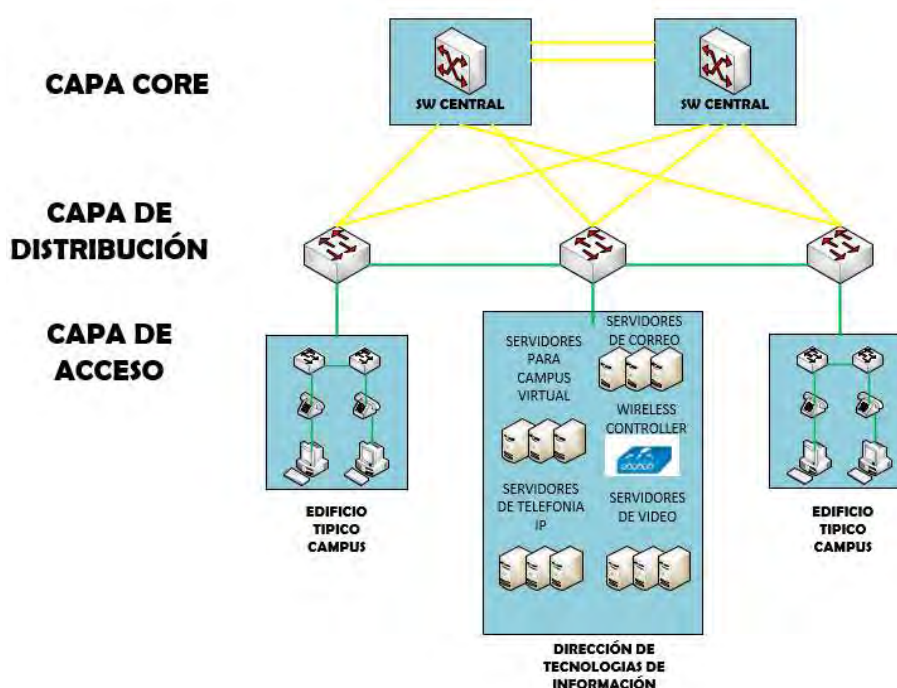 CAPA CORE
SW CENTRAL
SW CENTRAL
CAPA DE
DISTRIBUCIÓN
CAPA DE
ACCESO
SERVIDORES
PARA
CAMPUS
VIRTUAL
SERVIDORES
DE CORREO
WIRELESS
CONTROLLER
SERVIDORES
DE TELEFONIA
IP
SERVIDORES
DE VIDEO
EDIFICIO
TIPICO
CAMPUS
EDIFICIO
TIPICO
CAMPUS
DIRECCIÓN DE
TECNOLOGIAS DE
INFORMACIÓN